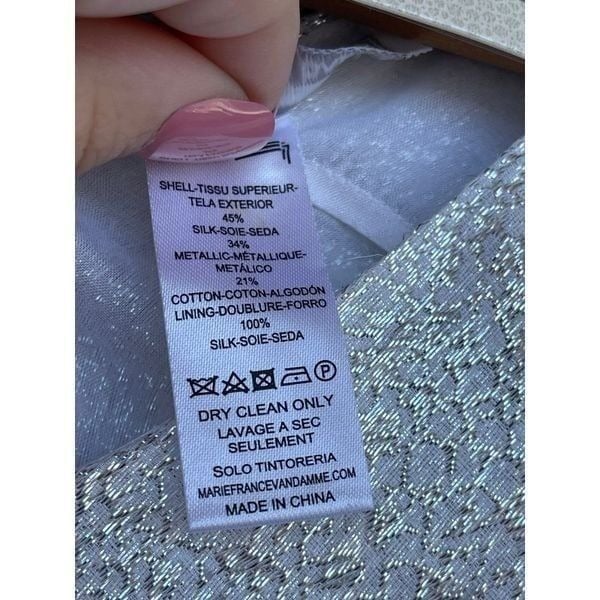 SHELL-TISSU SUPERIEUR-
TELA EXTERIOR
45%
SILK-SOIE-SEDA
34%
METALLIC-MÉTALLIQUE-
METÁLICO
21%
COTTON-COTON-ALGODÓN
LINING-DOUBLURE-FORRO
100%
SILK-SOIE-SEDA
P
DRY CLEAN ONLY
LAVAGE A SEC
SEULEMENT
SOLO TINTORERIA
MARIEFRANCEVANDAMME.COM
MADE IN CHINA